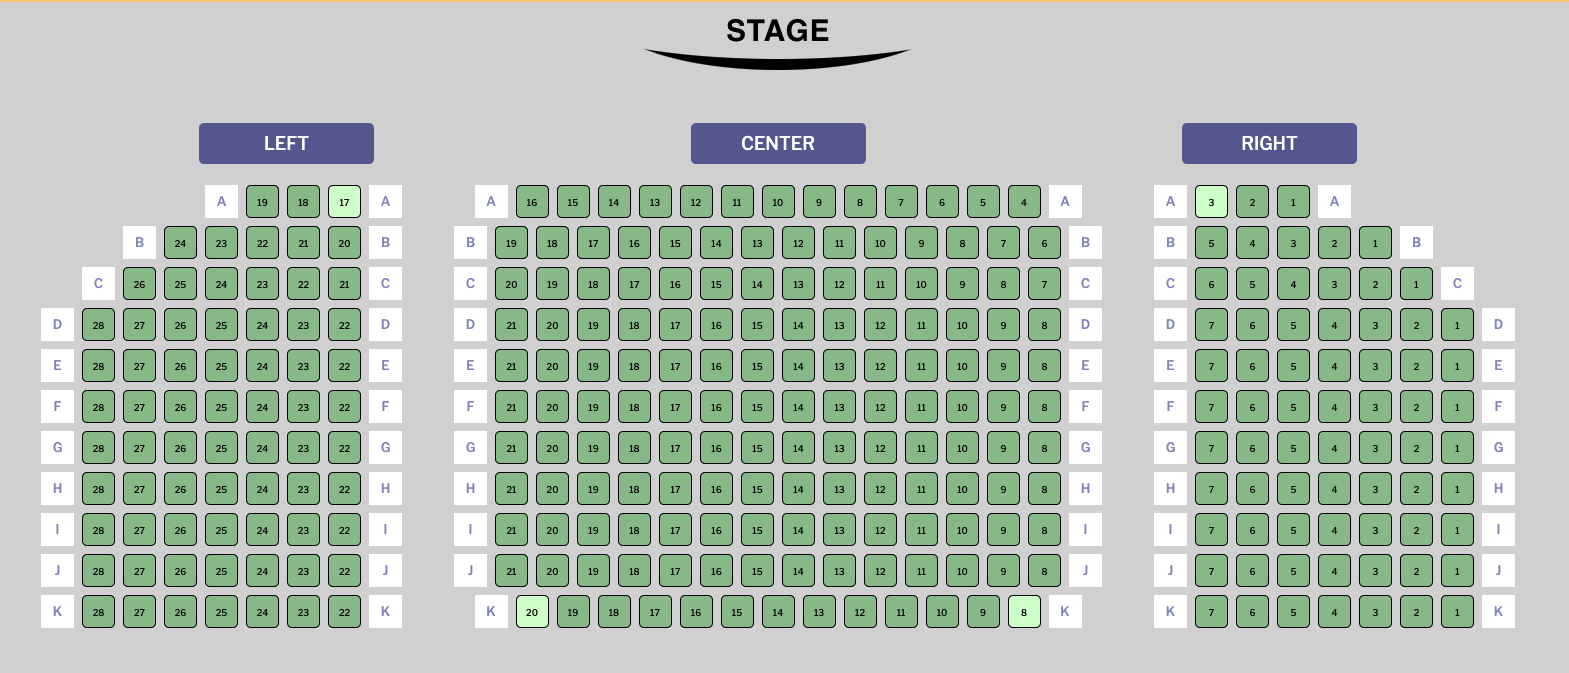 STAGE
LEFT CENTER RIGHT
A 19 18 17 A A 16 15 14 13 12 11 10 9 8 7 6 5 4 A A 3 2 1 A
B 24 23 22 21 20 B B 19 18 17 16 15 14 13 12 11 10 9 8 7 6 B B 5 4 3 2 1 B
C 26 25 24 23 22 21 C C 20 19 18 17 16 15 14 13 12 11 10 9 8 7 C C 6 5 4 3 2 1 C
D 28 27 26 25 24 23 22 D D 21 20 19 18 17 16 15 14 13 12 11 10 9 8 D D 7 6 5 4 3 2 1 D
E 28 27 26 25 24 23 22 E E 21 20 19 18 17 16 15 14 13 12 11 10 9 8 E E 7 6 5 4 3 2 1 E
F 28 27 26 25 24 23 22 F F 21 20 19 18 17 16 15 14 13 12 11 10 9 8 F F 7 6 5 4 3 2 1 F
G 28 27 26 25 24 23 22 G G 21 20 19 18 17 16 15 14 13 12 11 10 9 8 G G 7 6 5 4 3 2 1 G
H 28 27 26 25 24 23 22 H H 21 20 19 18 17 16 15 14 13 12 11 10 9 8 H H 7 6 5 4 3 2 1 H
I 28 27 26 25 24 23 22 I I 21 20 19 18 17 16 15 14 13 12 11 10 9 8 I I 7 6 5 4 3 2 1 I
J 28 27 26 25 24 23 22 J J 21 20 19 18 17 16 15 14 13 12 11 10 9 8 J J 7 6 5 4 3 2 1 J
K 28 27 26 25 24 23 22 K K 20 19 18 17 16 15 14 13 12 11 10 9 8 K K 7 6 5 4 3 2 1 K